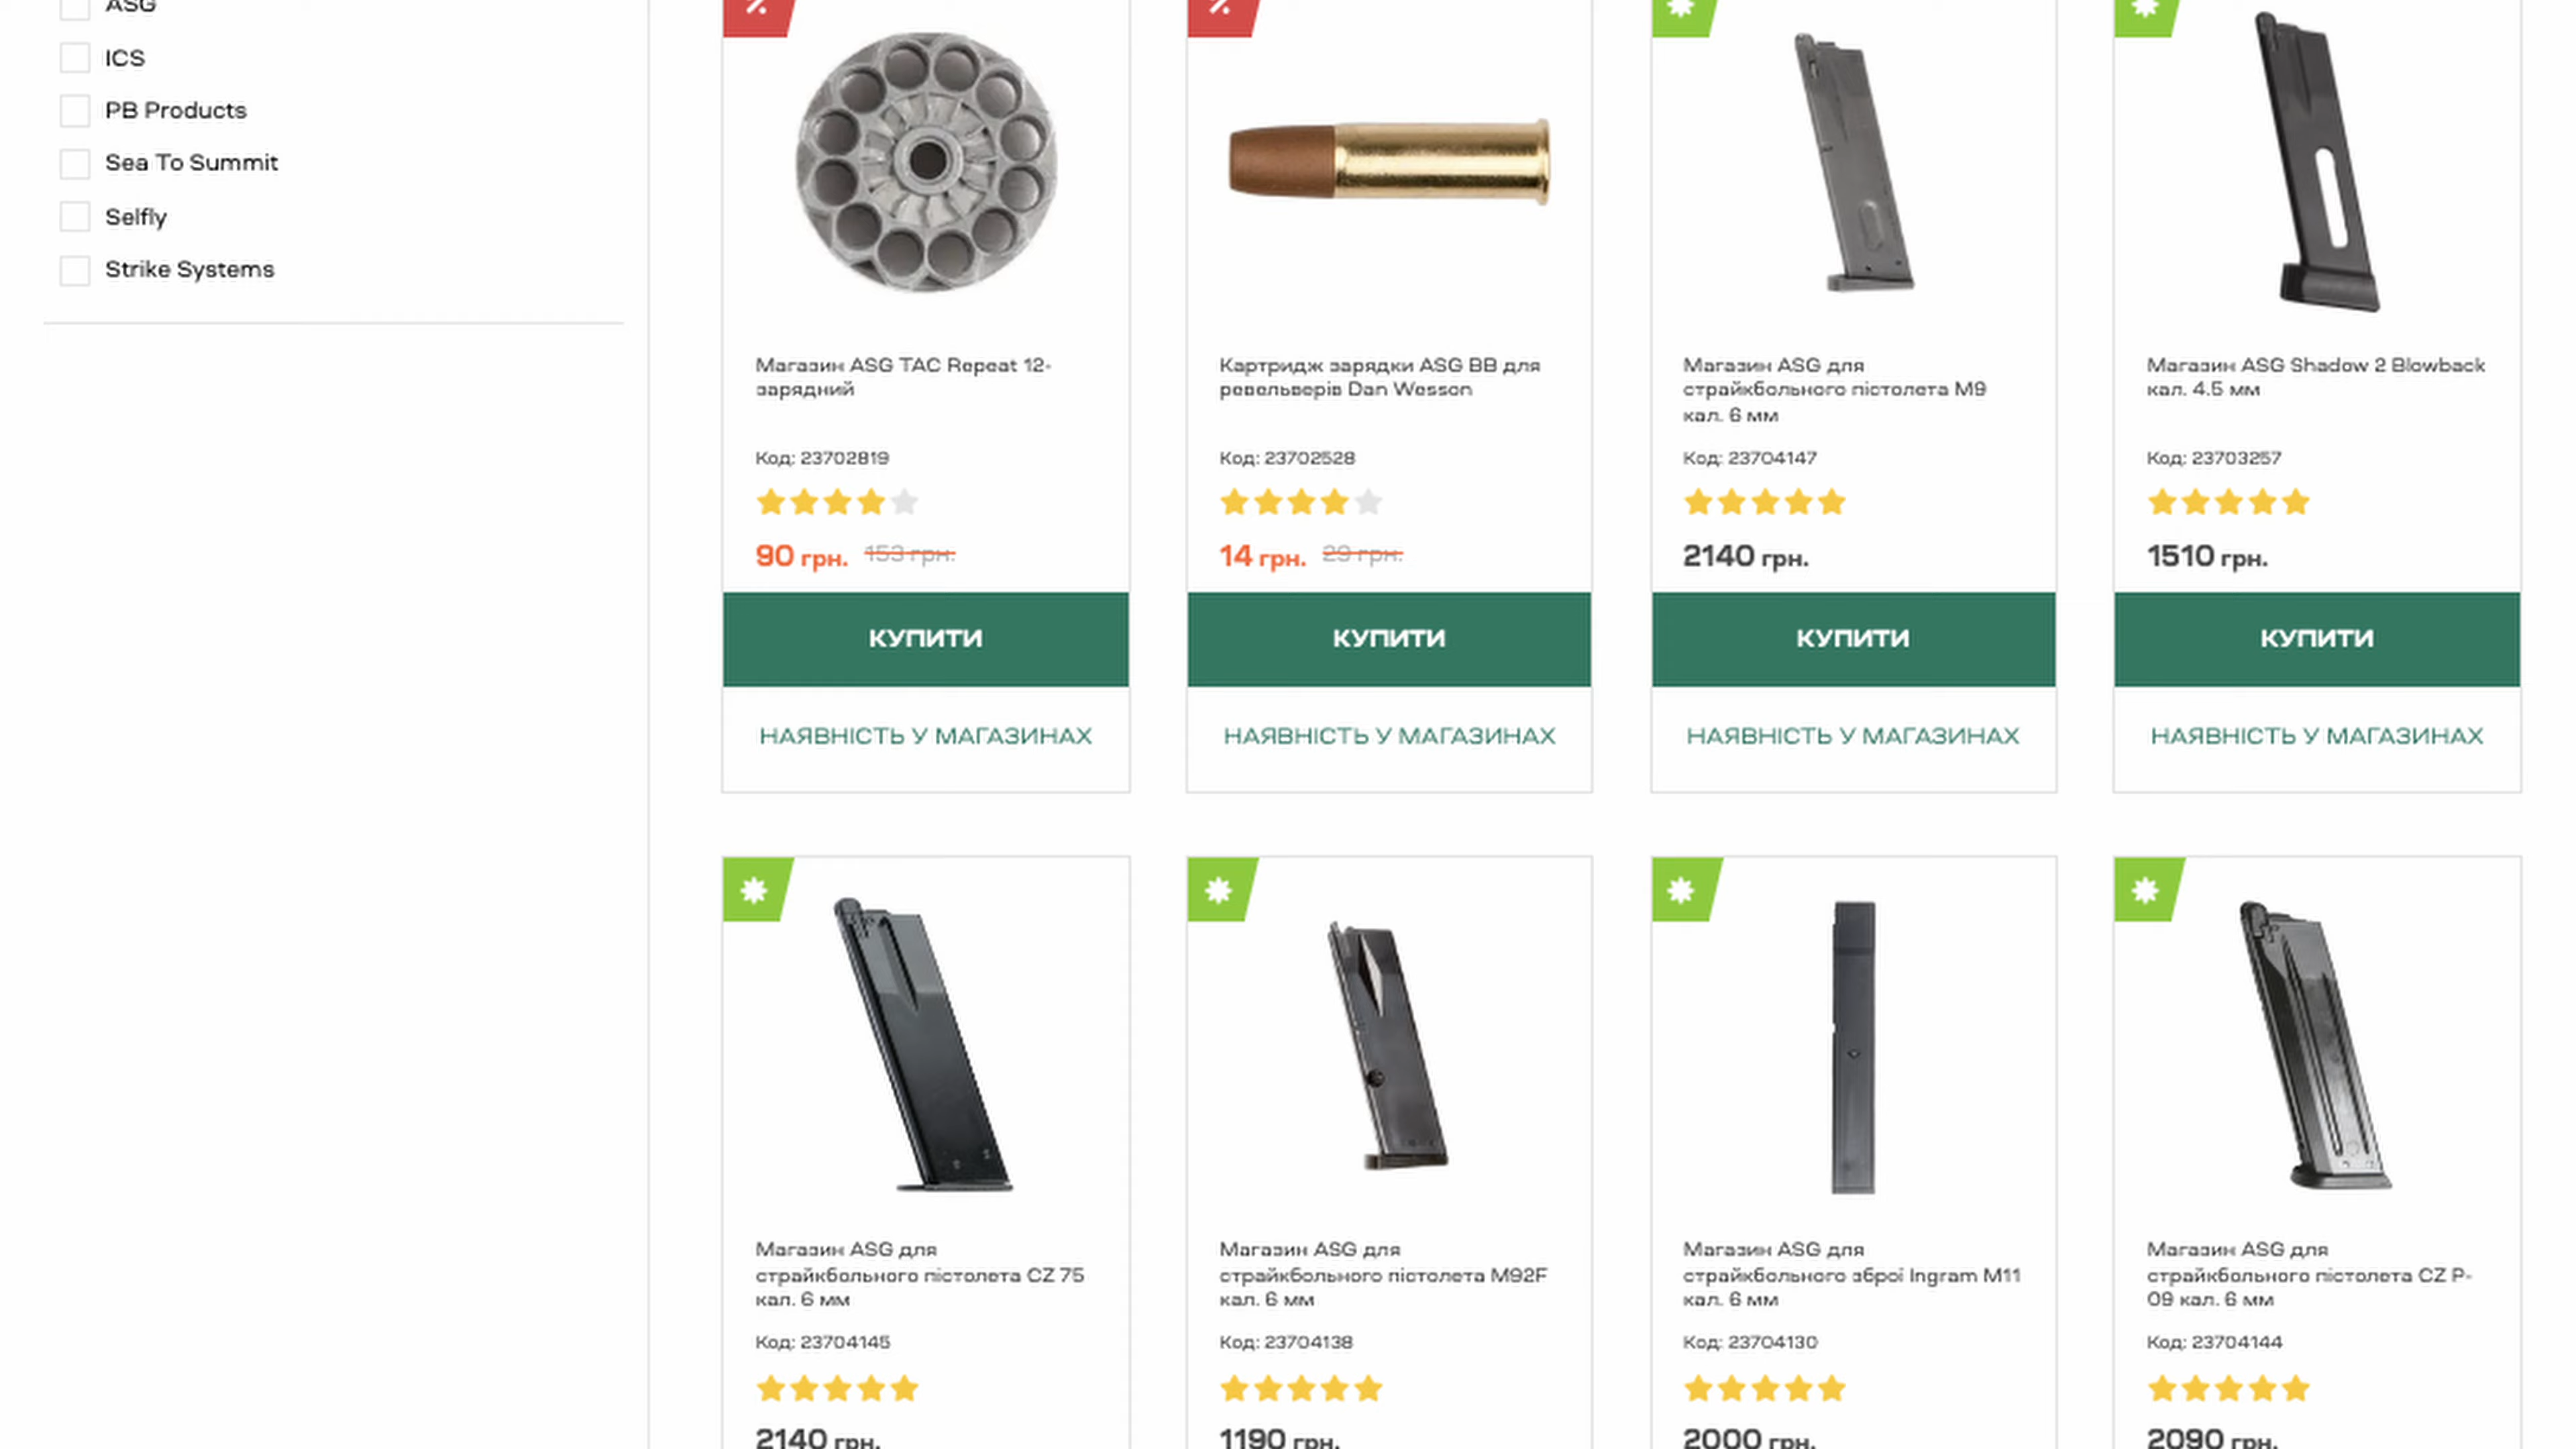 ASG
ICS
PB Products
Sea To Summit
Selfly
Strike Systems
%
%
Магазин ASG TAC Repeat 12-
зарядний
Код: 23702819
90 грн. 153 грн.
КУПИТИ
НАЯВНІСТЬ У МАГАЗИНАХ
Картридж зарядки ASG BB для
револьверів Dan Wesson
Код: 23702528
14 грн. 29 грн.
КУПИТИ
НАЯВНІСТЬ У МАГАЗИНАХ
Магазин ASG для
страйкбольного пістолета M9
кал. 6 мм
Код: 23704147
2140 грн.
КУПИТИ
НАЯВНІСТЬ У МАГАЗИНАХ
Магазин ASG Shadow 2 Blowback
кал. 4.5 мм
Код: 23703257
1510 грн.
КУПИТИ
НАЯВНІСТЬ У МАГАЗИНАХ
Магазин ASG для
страйкбольного пістолета CZ 75
кал. 6 мм
Код: 23704145
2140 грн.
Магазин ASG для
страйкбольного пістолета M92F
кал. 6 мм
Код: 23704138
1190 грн.
Магазин ASG для
страйкбольного зброї Ingram M11
кал. 6 мм
Код: 23704130
2000 грн.
Магазин ASG для
страйкбольного пістолета CZ P-
09 кал. 6 мм
Код: 23704144
2090 грн.